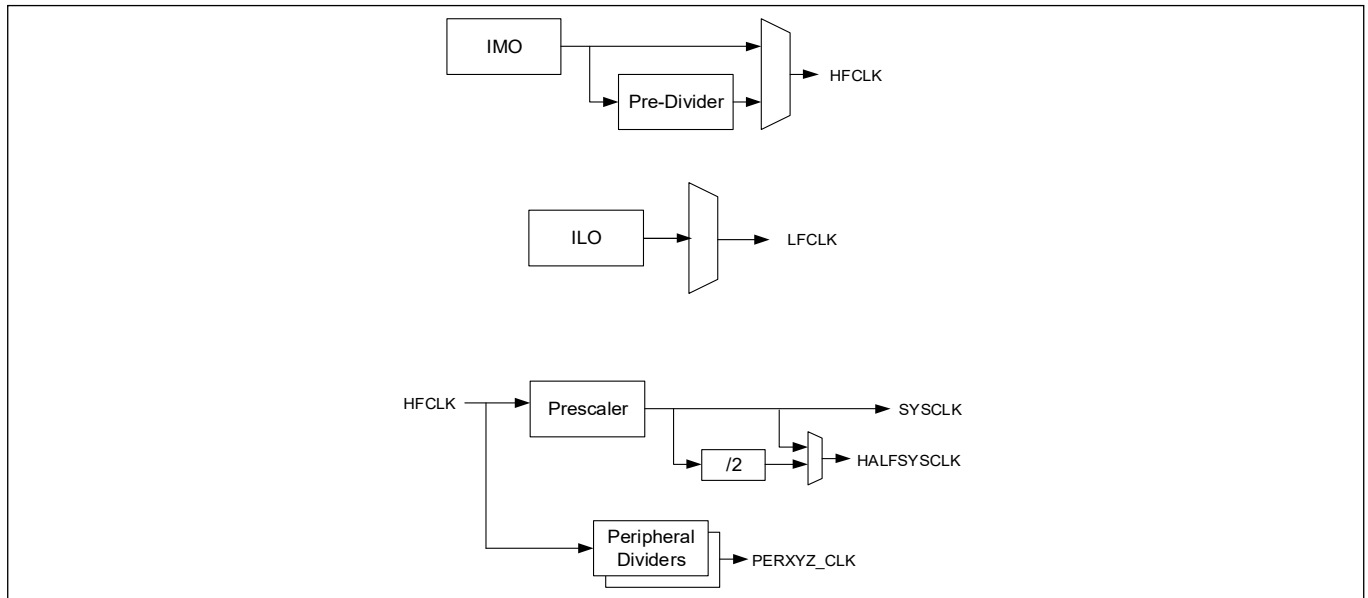 IMO
HFCLK
Pre-Divider
ILO
LFCLK
HFCLK
Prescaler
SYSCLK
/2
HALFSYSCLK
Peripheral
Dividers
PERXYZ_CLK